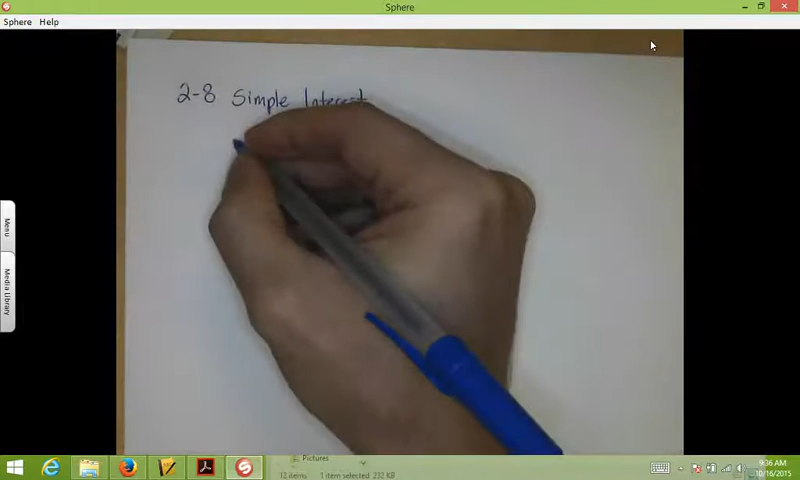 Sphere
Sphere Help
2-8 Simple Interest
Menu
Media Library
Pictures
12 items 1 item selected 232 KB
9:36 AM
10/16/2015